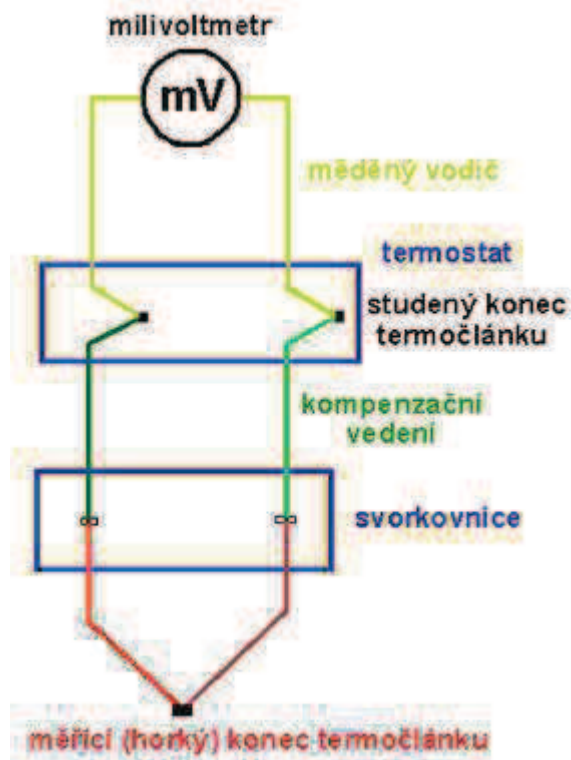 milivoltmetr
mV
měděný vodič
termostat
studený konec
termočlánku
kompenzační
vedení
svorkovnice
měřicí (horký) konec termočlánku